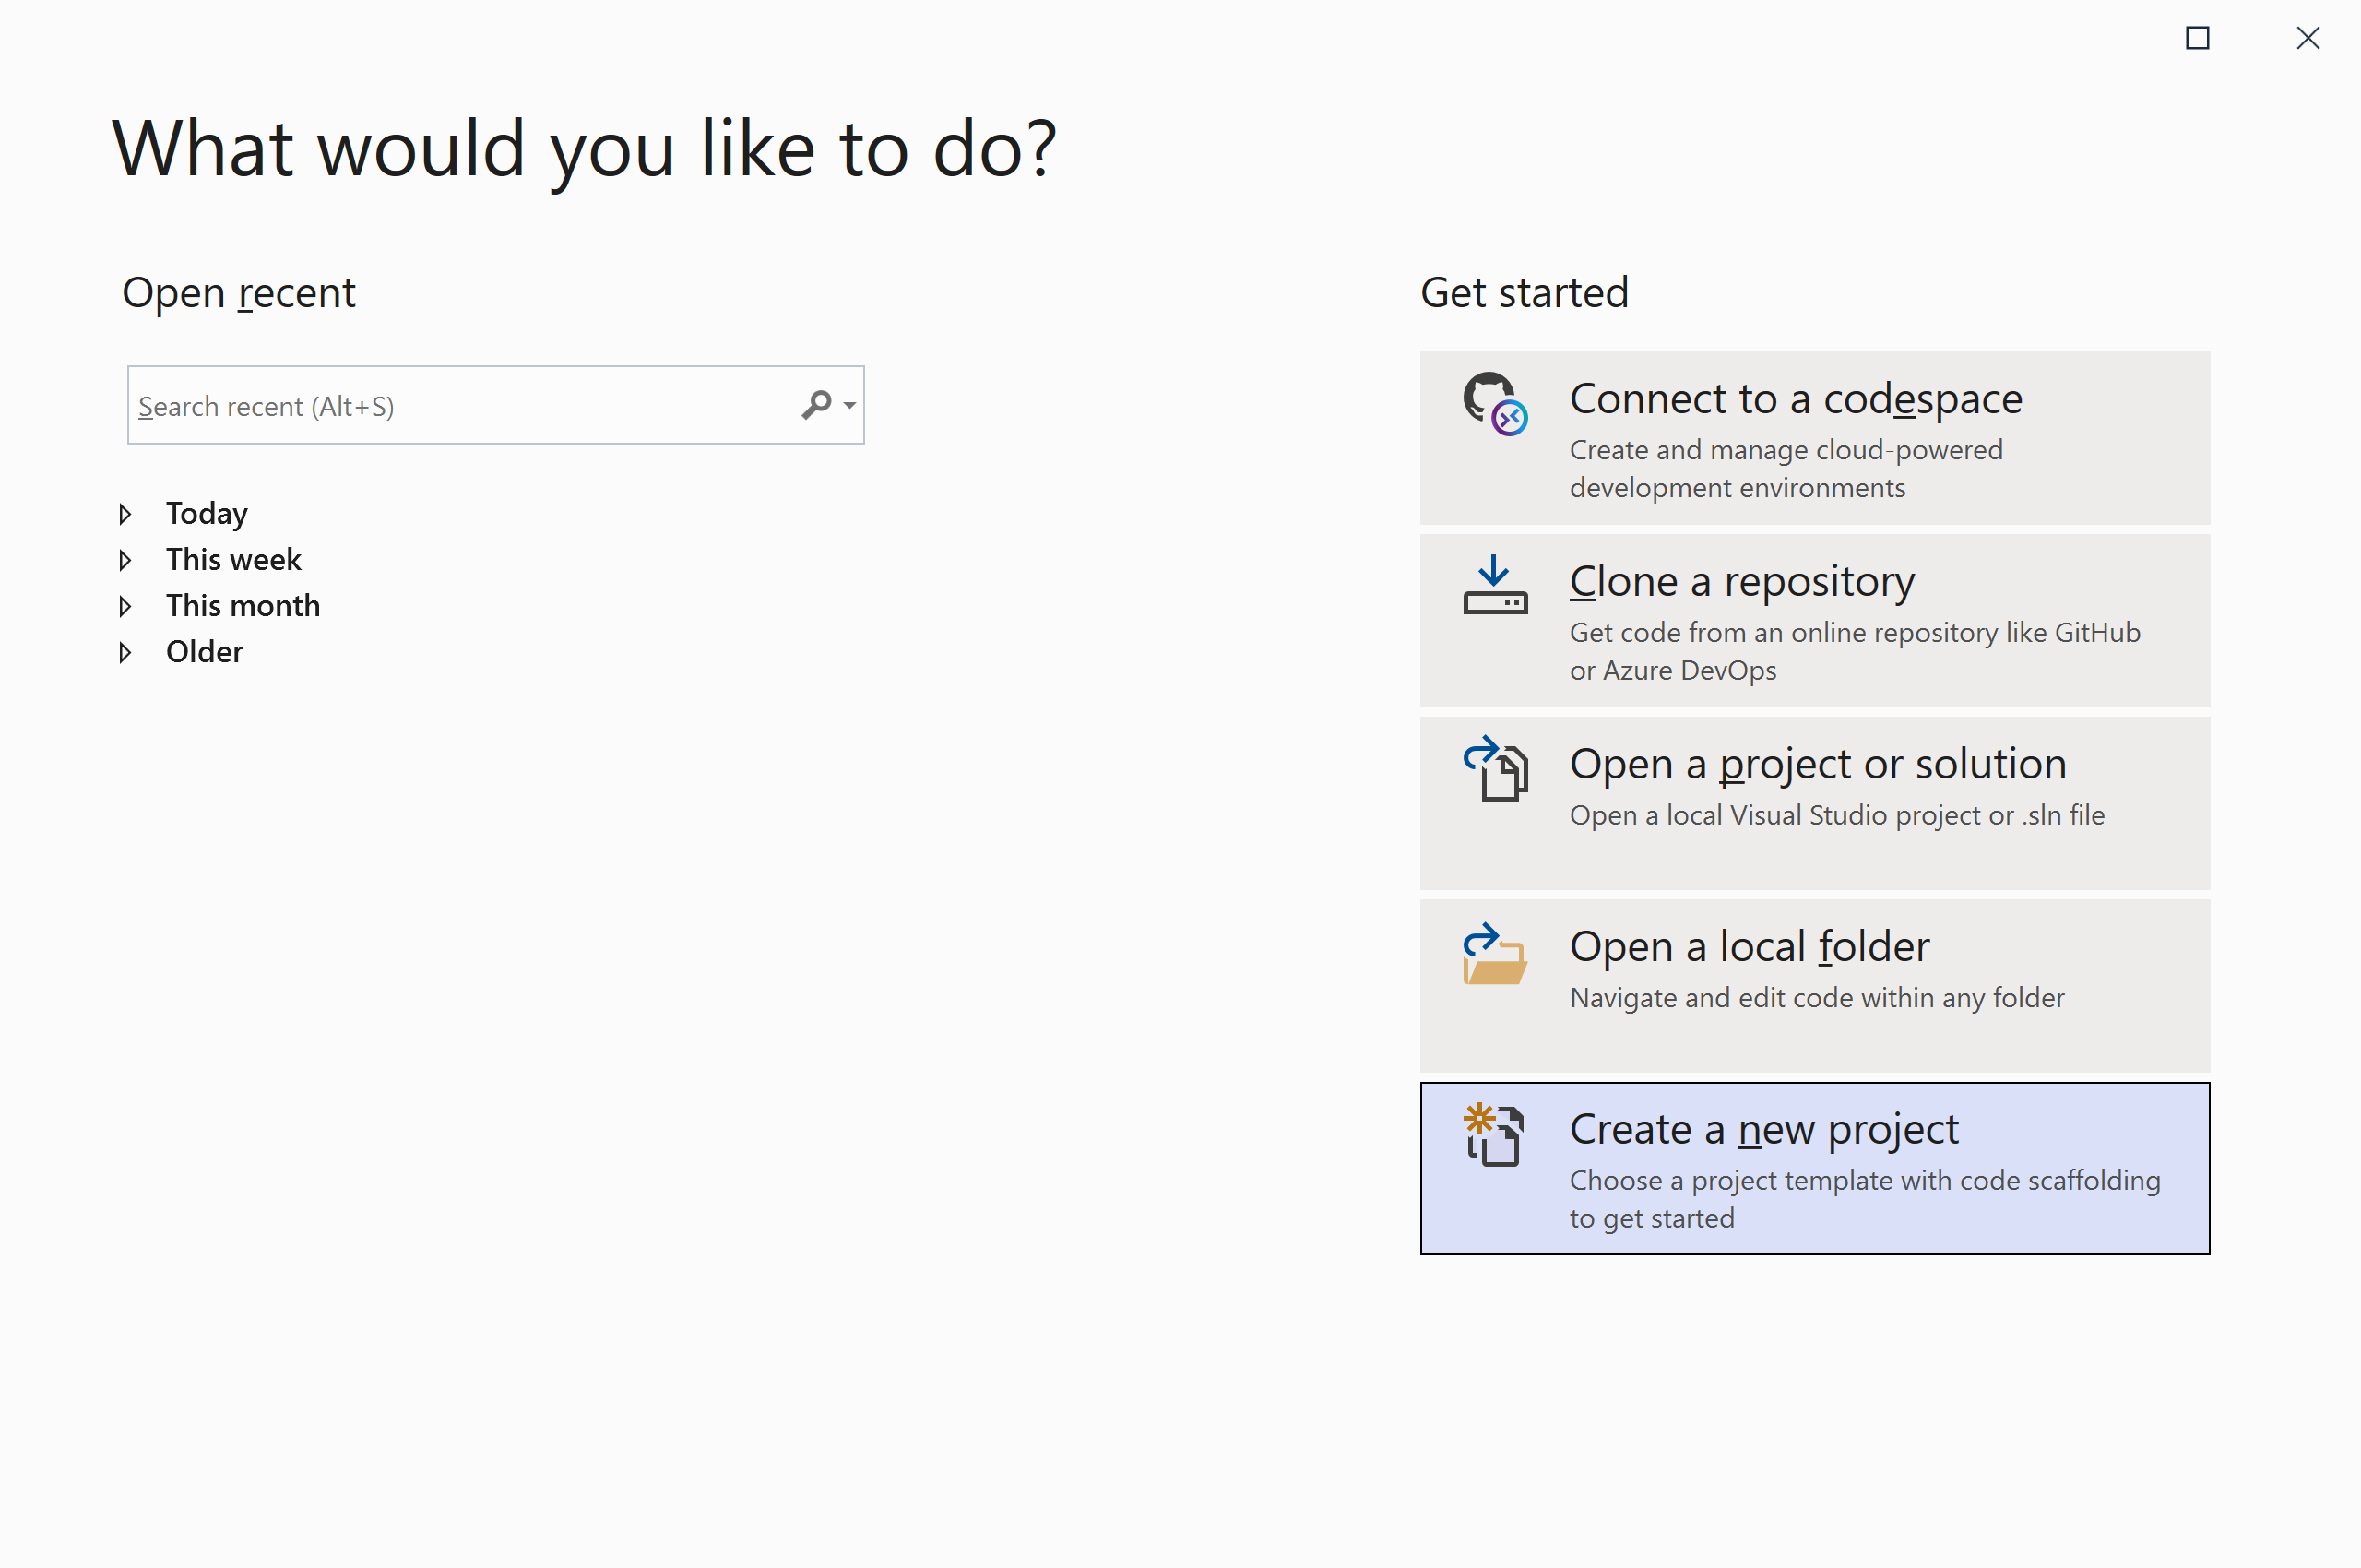 What would you like to do?
Open recent
Search recent (Alt+S)
Today
This week
This month
Older
Get started
Connect to a codespace
Create and manage cloud-powered
development environments
Clone a repository
Get code from an online repository like GitHub
or Azure DevOps
Open a project or solution
Open a local Visual Studio project or .sln file
Open a local folder
Navigate and edit code within any folder
Create a new project
Choose a project template with code scaffolding
to get started